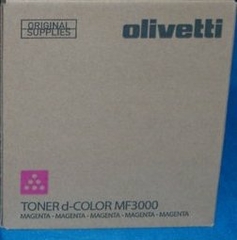 ORIGINAL
SUPPLIES
olivetti
TONER d-COLOR MF3000
MAGENTA - MAGENTA - MAGENTA - MAGENTA - MAGENTA